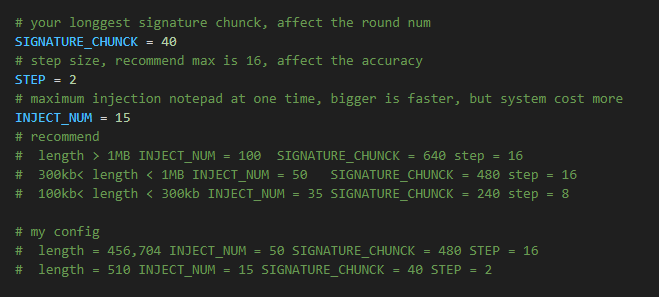 # your longgest signature chunck, affect the round num
SIGNATURE_CHUNCK = 40
# step size, recommend max is 16, affect the accuracy
STEP = 2
# maximum injection notepad at one time, bigger is faster, but system cost more
INJECT_NUM = 15
# recommend
#  length > 1MB INJECT_NUM = 100  SIGNATURE_CHUNCK = 640 step = 16
#  300kb< length < 1MB INJECT_NUM = 50   SIGNATURE_CHUNCK = 480 step = 16
#  100kb< length < 300kb INJECT_NUM = 35 SIGNATURE_CHUNCK = 240 step = 8
# my config
#  length = 456,704 INJECT_NUM = 50 SIGNATURE_CHUNCK = 480 STEP = 16
#  length = 510 INJECT_NUM = 15 SIGNATURE_CHUNCK = 40 STEP = 2